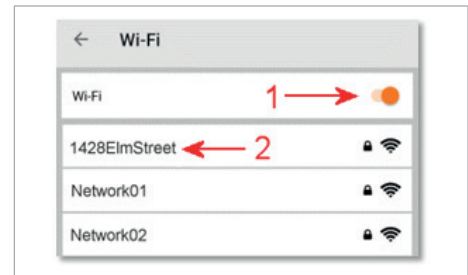 ← Wi-Fi
Wi-Fi 1
1428ElmStreet 2
Network01
Network02